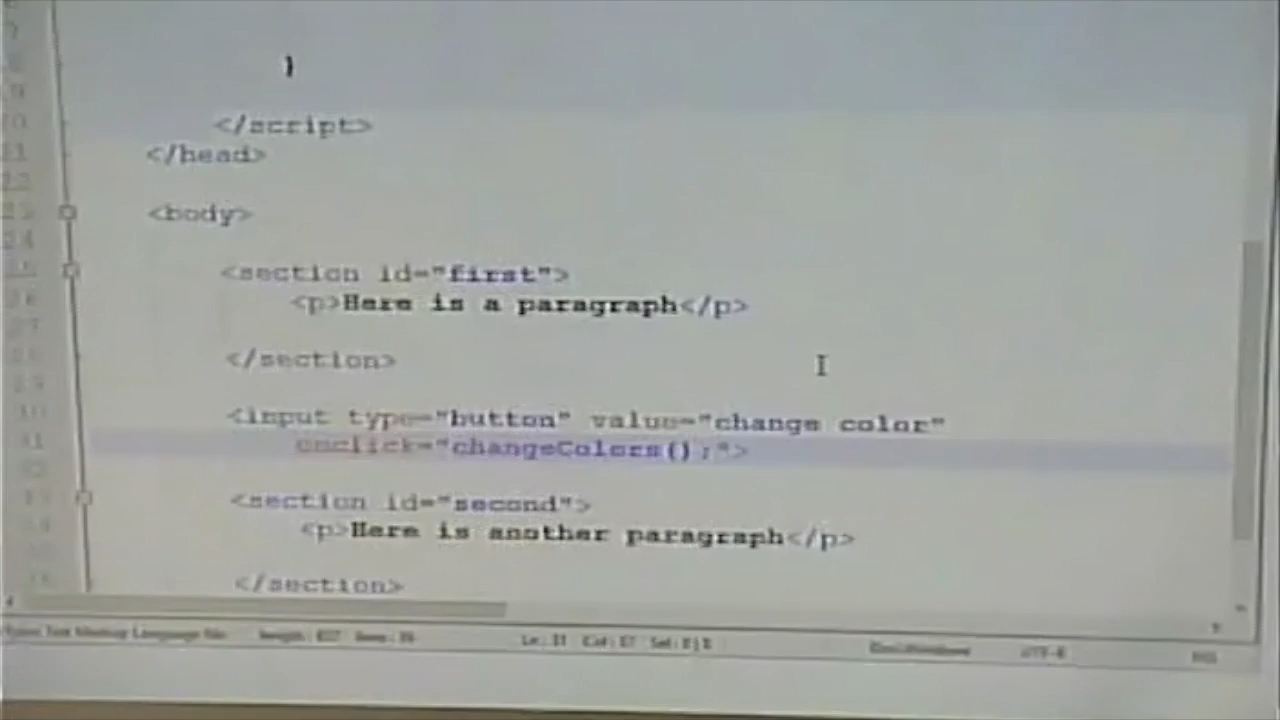 }
</script>
</head>
<body>
<section id="first">
<p>Here is a paragraph</p>
</section>
<input type="button" value="change color"
onclick="changeColors();">
<section id="second">
<p>Here is another paragraph</p>
</section>